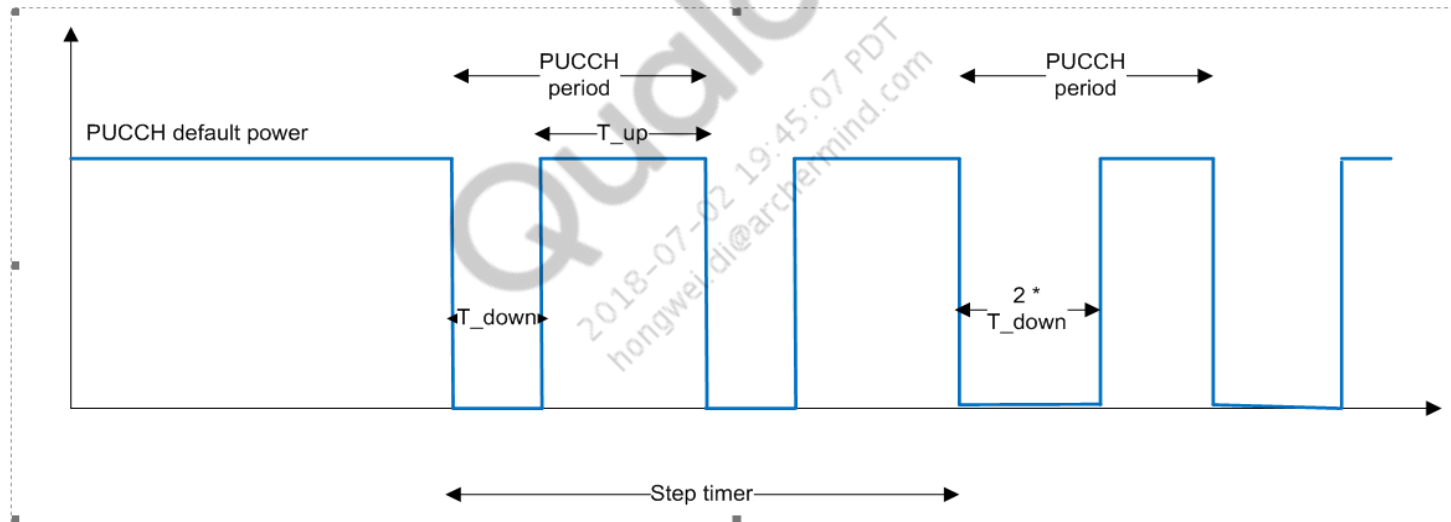 Qualc
2018-07-02 19:45:07 PDT
hongwei.di@archermind.com
PUCCH
period
PUCCH
period
PUCCH default power
T_up
T_down
2 *
T_down
Step timer